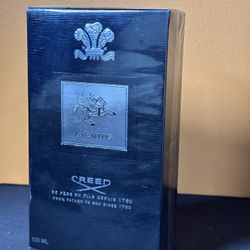 AVENTUS
CREED
DE PÈRE EN FILS DEPUIS 1760
FROM FATHER TO SON SINCE 1760
100 ML